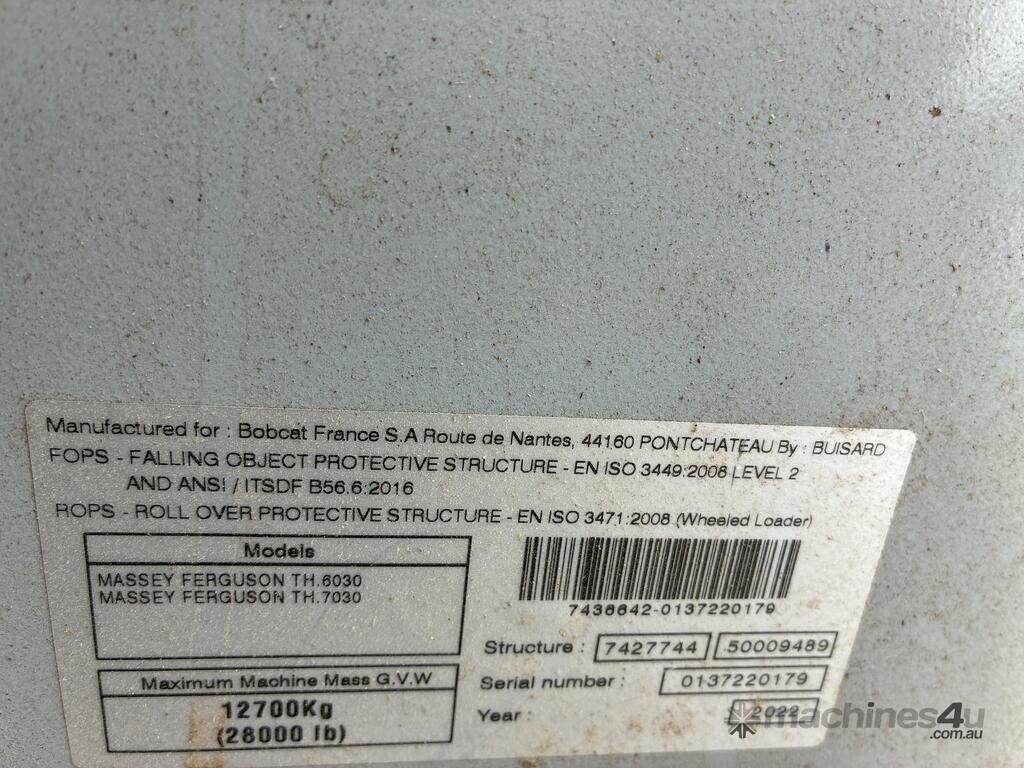 Manufactured for : Bobcat France S.A Route de Nantes, 44160 PONTCHATEAU By : BUISARD
FOPS - FALLING OBJECT PROTECTIVE STRUCTURE - EN ISO 3449:2008 LEVEL 2
AND ANSI / ITSDF B56.6:2016
ROPS - ROLL OVER PROTECTIVE STRUCTURE - EN ISO 3471:2008 (Wheeled Loader)
Models
MASSEY FERGUSON TH.6030
MASSEY FERGUSON TH.7030
Maximum Machine Mass G.V.W
12700Kg
(28000 lb)
7436642-0137220179
Structure : 7427744 50009489
Serial number : 0137220179
Year : 2022
machines4u
.com.au